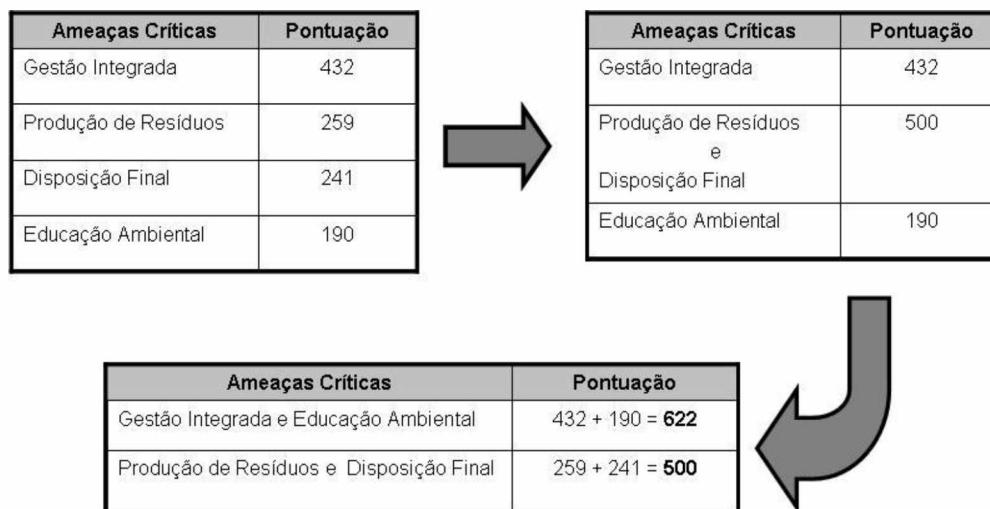 Ameaças Críticas Pontuação
Gestão Integrada 432
Produção de Resíduos 259
Disposição Final 241
Educação Ambiental 190
Ameaças Críticas Pontuação
Gestão Integrada 432
Produção de Resíduos 500
e
Disposição Final
Educação Ambiental 190
Ameaças Críticas Pontuação
Gestão Integrada e Educação Ambiental 432 + 190 = 622
Produção de Resíduos e Disposição Final 259 + 241 = 500